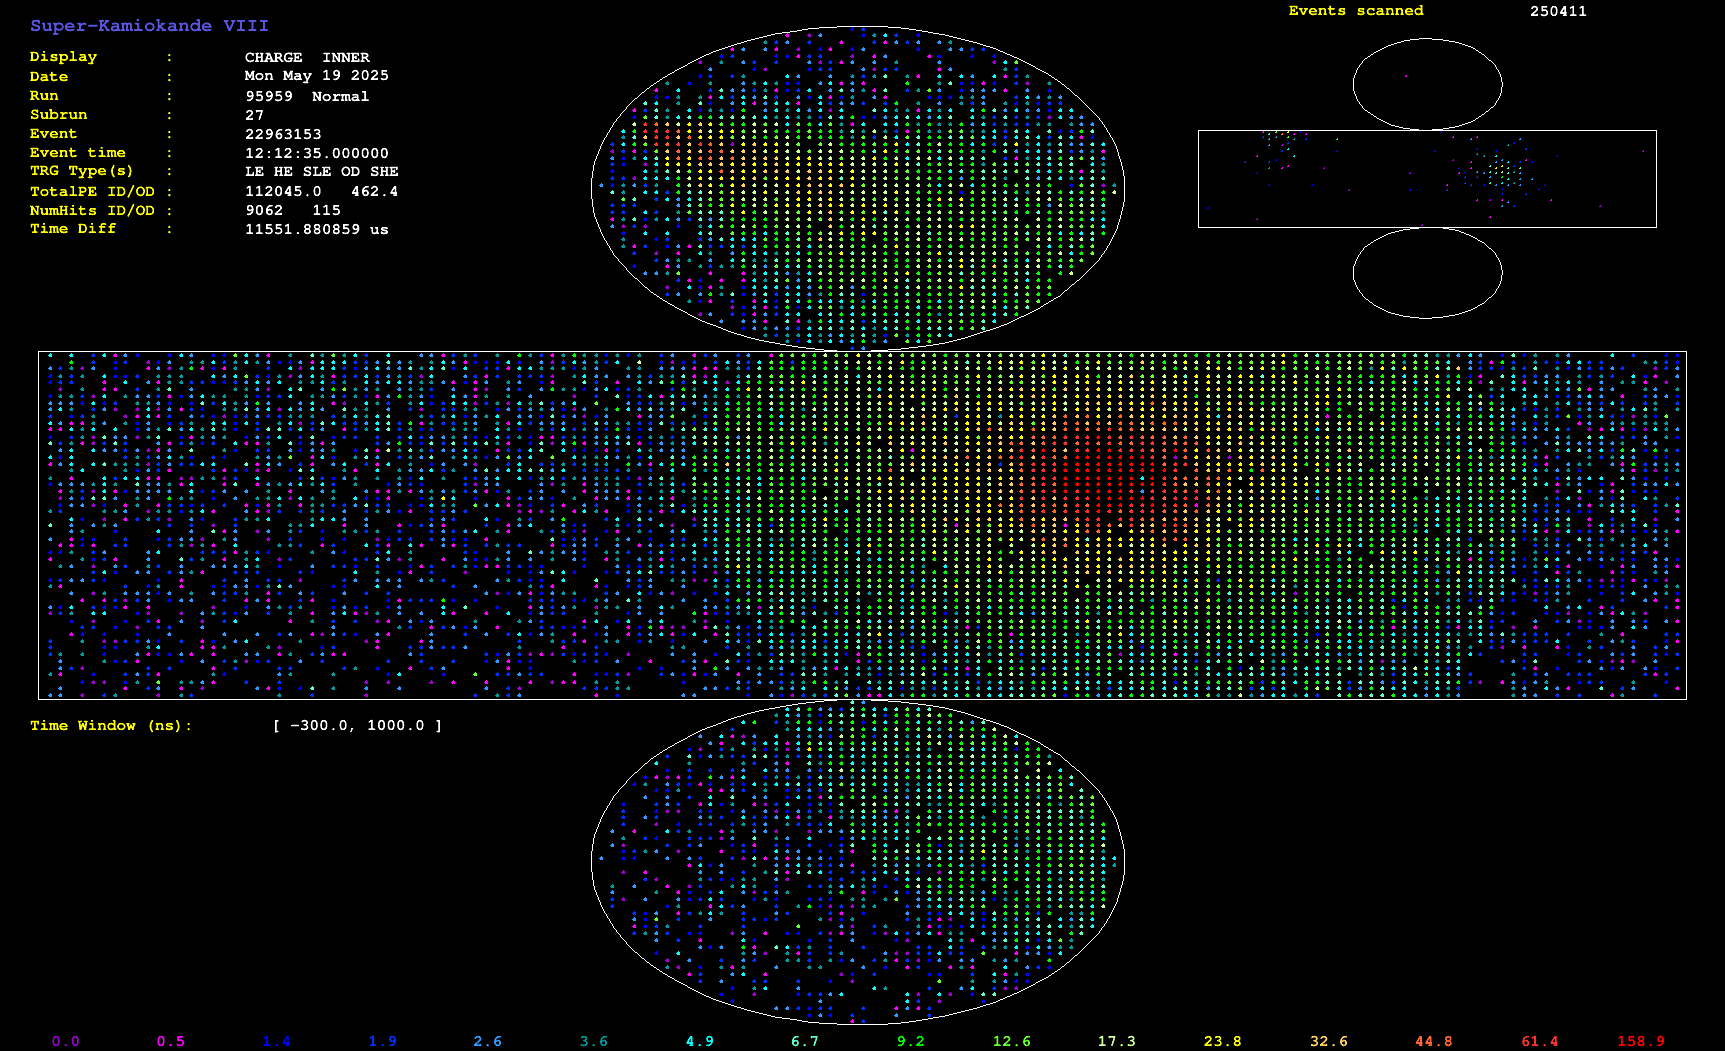 Super-Kamiokande VIII
Events scanned 250411
Display : CHARGE INNER
Date : Mon May 19 2025
Run : 95959 Normal
Subrun : 27
Event : 22963153
Event time : 12:12:35.000000
TRG Type(s) : LE HE SLE OD SHE
TotalPE ID/OD : 112045.0 462.4
NumHits ID/OD : 9062 115
Time Diff : 11551.880859 us
Time Window (ns): [ -300.0, 1000.0 ]
0.0 0.5 1.4 1.9 2.6 3.6 4.9 6.7 9.2 12.6 17.3 23.8 32.6 44.8 61.4 158.9